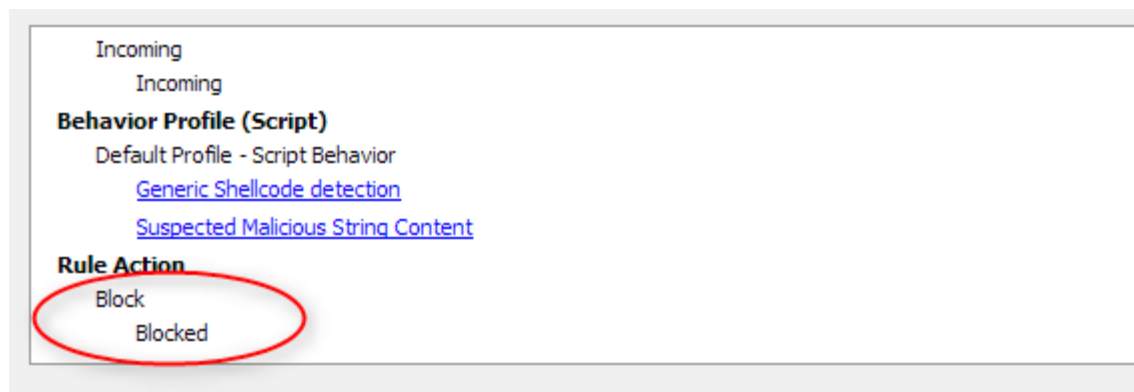 Incoming
Incoming
Behavior Profile (Script)
Default Profile - Script Behavior
Generic Shellcode detection
Suspected Malicious String Content
Rule Action
Block
Blocked